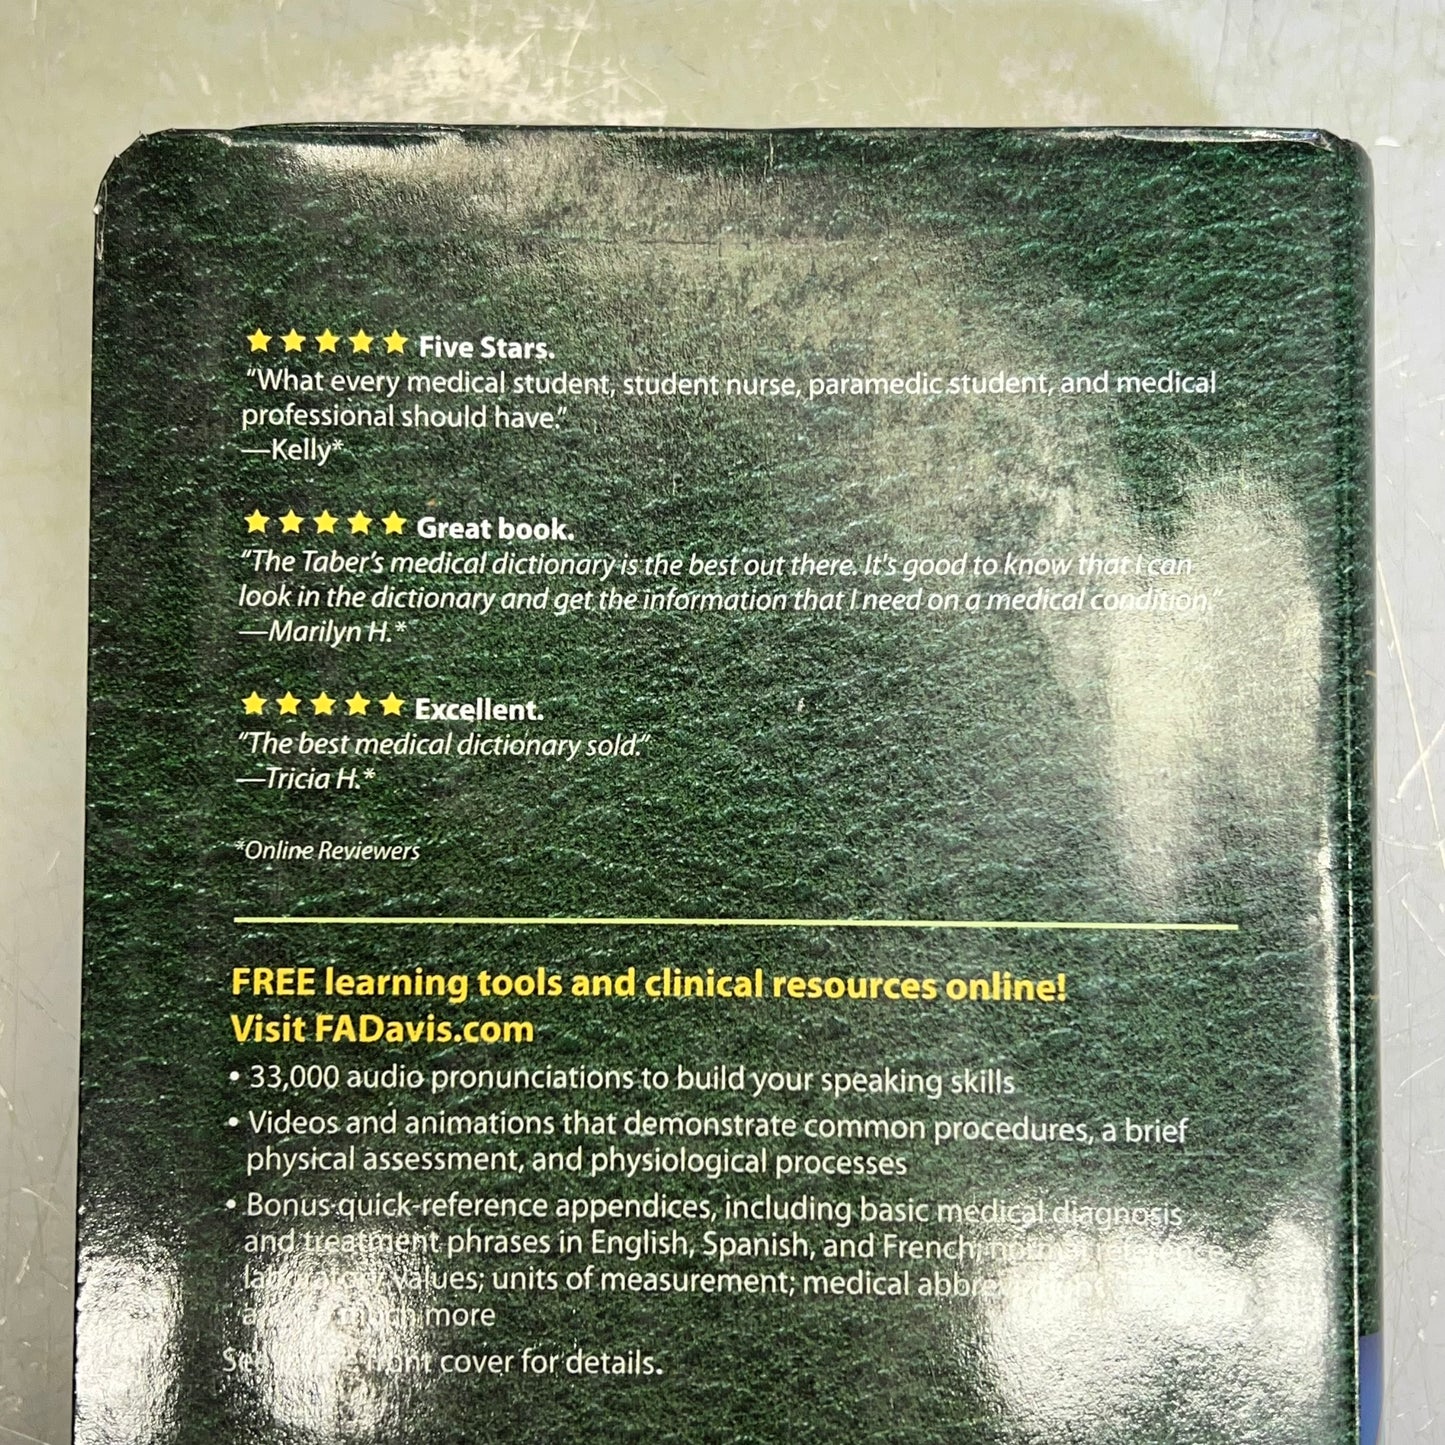 Five Stars.
"What every medical student, student nurse, paramedic student, and medical
professional should have."
—Kelly*
Great book.
"The Taber's medical dictionary is the best out there. It's good to know that I can
look in the dictionary and get the information that I need on a medical condition."
—Marilyn H.*
Excellent.
"The best medical dictionary sold."
—Tricia H.*
*Online Reviewers
FREE learning tools and clinical resources online!
Visit FADavis.com
• 33,000 audio pronunciations to build your speaking skills
• Videos and animations that demonstrate common procedures, a brief
physical assessment, and physiological processes
• Bonus quick-reference appendices, including basic medical diagnosis
and treatment phrases in English, Spanish, and French; normal reference
laboratory values; units of measurement; medical
much more
front cover for details.